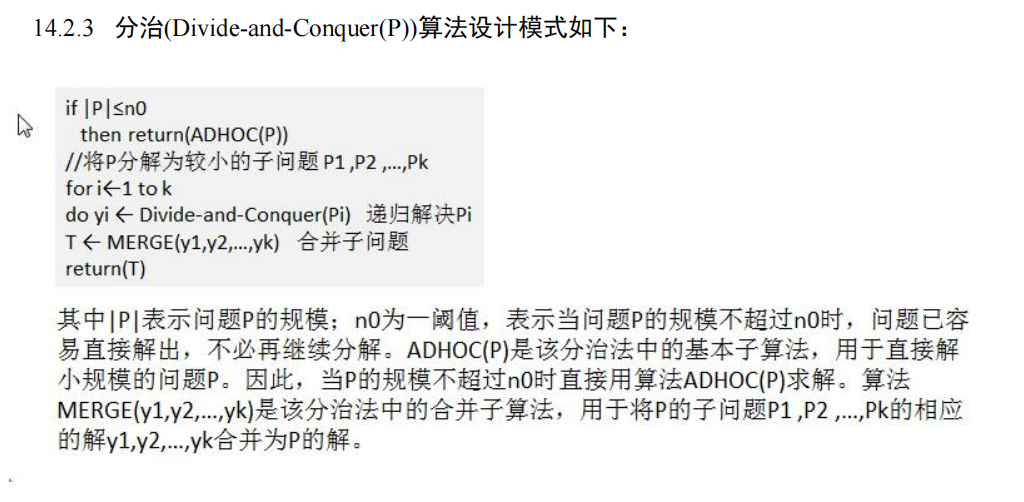 14.2.3 分治(Divide-and-Conquer(P))算法设计模式如下：
if |P|≤n0
then return(ADHOC(P))
//将P分解为较小的子问题 P1 ,P2 ,…,Pk
for i←1 to k
do yi ← Divide-and-Conquer(Pi) 递归解决Pi
T ← MERGE(y1,y2,…,yk) 合并子问题
return(T)
其中|P|表示问题P的规模；n0为一阈值，表示当问题P的规模不超过n0时，问题已容
易直接解出，不必再继续分解。ADHOC(P)是该分治法中的基本子算法，用于直接解
小规模的问题P。因此，当P的规模不超过n0时直接用算法ADHOC(P)求解。算法
MERGE(y1,y2,…,yk)是该分治法中的合并子算法，用于将P的子问题P1 ,P2 ,…,Pk的相应
的解y1,y2,…,yk合并为P的解。